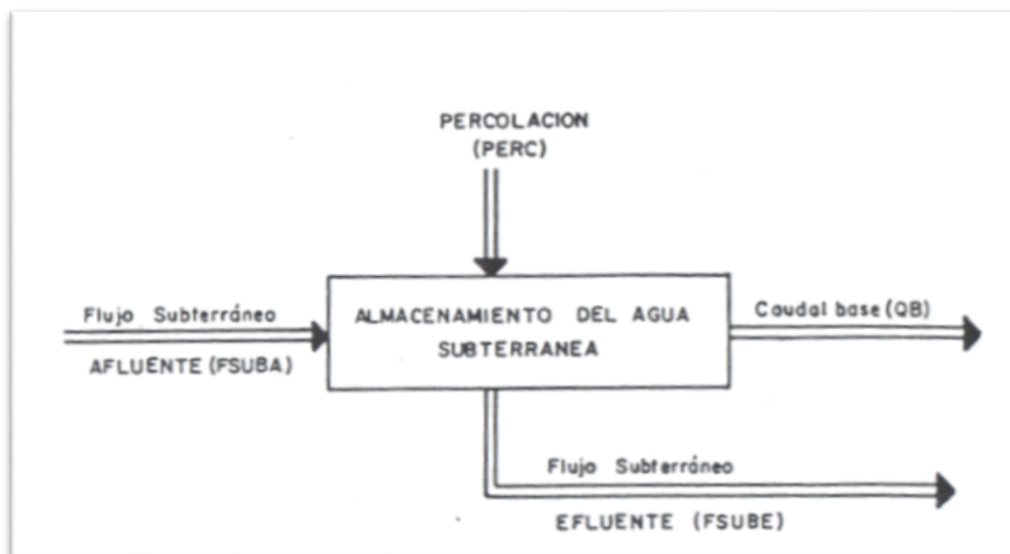 PERCOLACION
(PERC)
Flujo Subterráneo
AFLUENTE (FSUBA)
ALMACENAMIENTO DEL AGUA
SUBTERRANEA
Caudal base (QB)
Flujo Subterráneo
EFLUENTE (FSUBE)